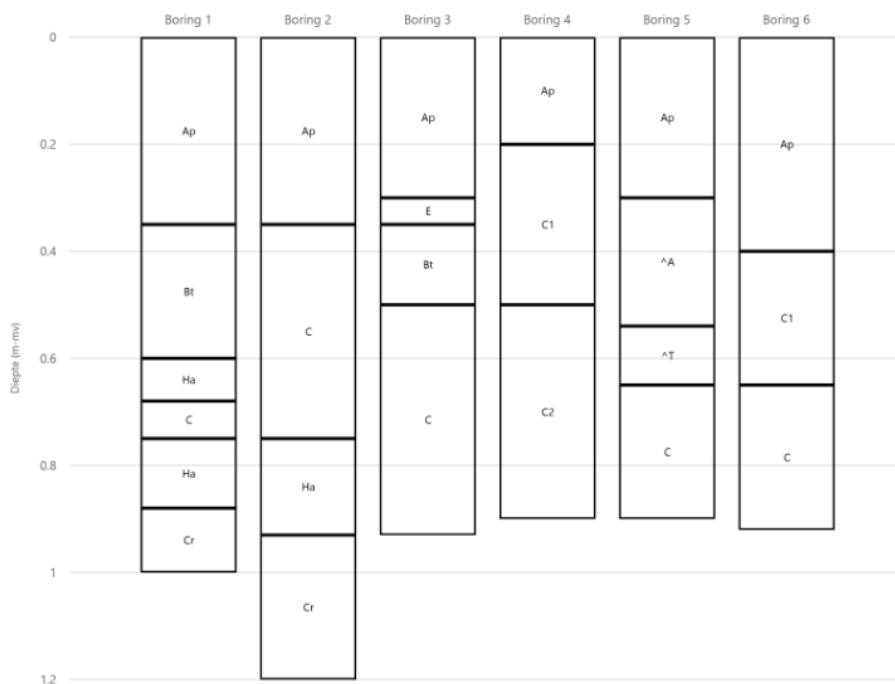 Boring 1 Boring 2 Boring 3 Boring 4 Boring 5 Boring 6
0
Ap
Ap
Ap
Ap
Ap
Ap
0.2
E
C1
0.4
Bt
Bt
^A
C
C1
0.6
Ha
^T
C
C
C2
C
C
0.8
Ha
Ha
Cr
1
Cr
1.2
Diepte (m-mv)